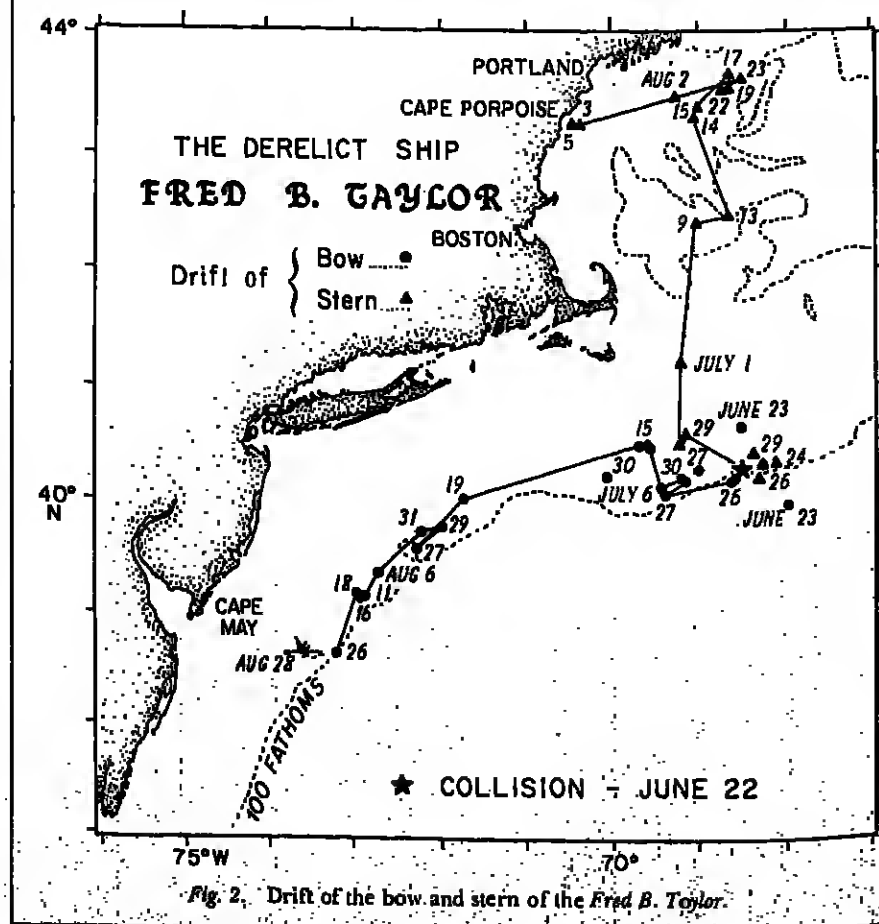 44°
PORTLAND
CAPE PORPOISE
AUG 2
17
23
19
22
15
14
3
5
THE DERELICT SHIP
FRED B. TAYLOR
BOSTON
Drift of { Bow ●
Stern ▲
9
13
JULY 1
JUNE 23
29
29
24
26
27
30
15
30
JULY 6
27
26
JUNE 23
40°
N
19
31
29
27
AUG 6
18
11
16
CAPE
MAY
26
AUG 28
100 FATHOMS
★ COLLISION - JUNE 22
75°W
70°
Fig. 2. Drift of the bow and stern of the Fred B. Taylor.